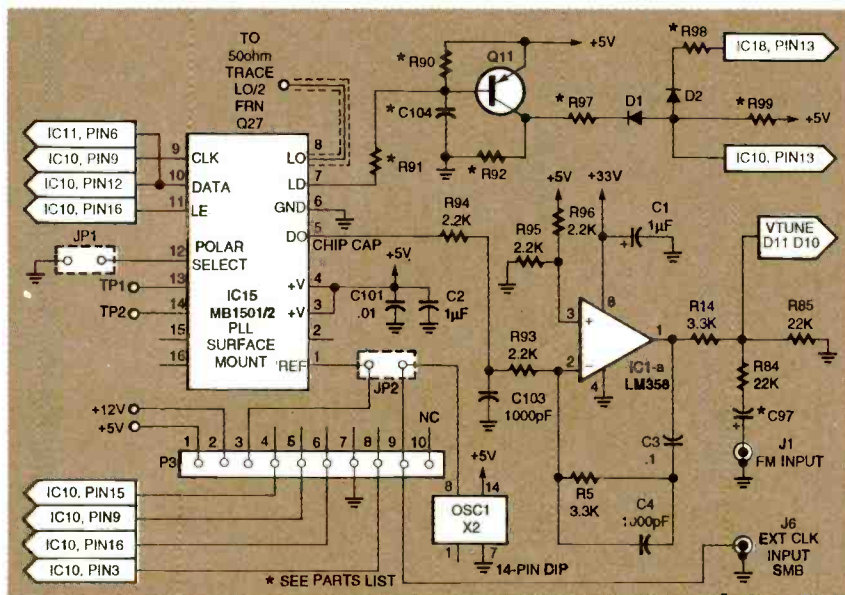 TO
50ohm
TRACE
LO/2
FRN
Q27
IC11, PIN6
IC10, PIN9
IC10, PIN12
IC10, PIN16
9 CLK
10 DATA
11 LE
12 POLAR
SELECT
13
14
15
16
IC15
MB1501/2
PLL
SURFACE
MOUNT
LO 8
LD 7
GND 6
DO 5
+V 4
+V 3
2
REF 1
CHIP CAP
JP1
TP1
TP2
* R90
* C104
* R91
* R92
Q11
+5V
* R97
D1
D2
* R98
IC18, PIN13
* R99
+5V
IC10, PIN13
R94
2.2K
R95
2.2K
+5V
R96
2.2K
+33V
C1
1µF
+
VTUNE
D11 D10
+5V
C101
.01
C2
1µF
R93
2.2K
C103
1000pF
3
+
2
−
8
4
1
IC1-a
LM358
R14
3.3K
R85
22K
R84
22K
* C97
+
J1
FM INPUT
C3
.1
R5
3.3K
C4
1000pF
JP2
+12V
+5V
P3
1 2 3 4 5 6 7 8 9 10
NC
IC10, PIN15
IC10, PIN9
IC10, PIN16
IC10, PIN3
* SEE PARTS LIST
+5V
8
14
OSC1
X2
1
7
14-PIN DIP
J6
EXT CLK
INPUT
SMB